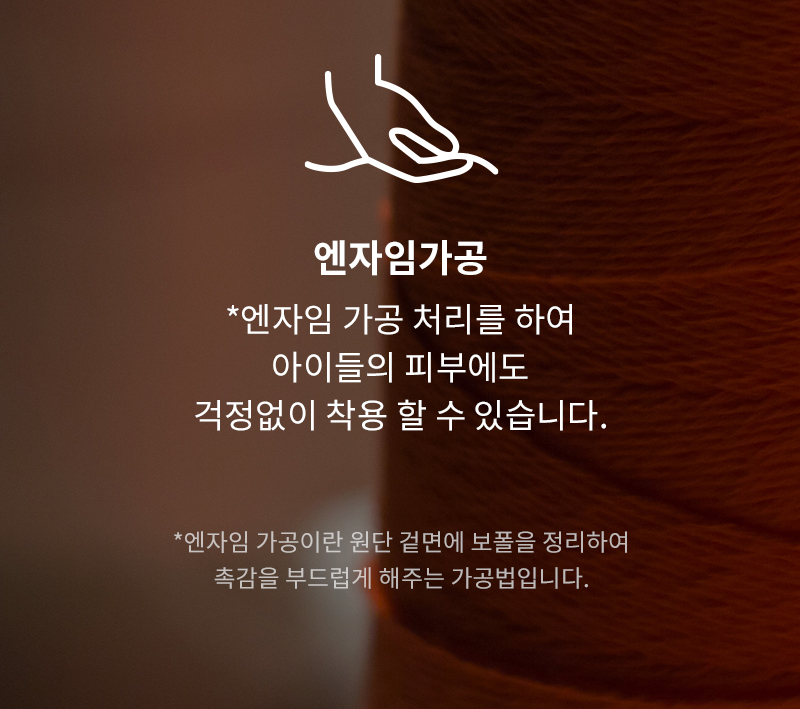 엔자임가공
*엔자임 가공 처리를 하여
아이들의 피부에도
걱정없이 착용 할 수 있습니다.
*엔자임 가공이란 원단 겉면에 보폴을 정리하여
촉감을 부드럽게 해주는 가공법입니다.